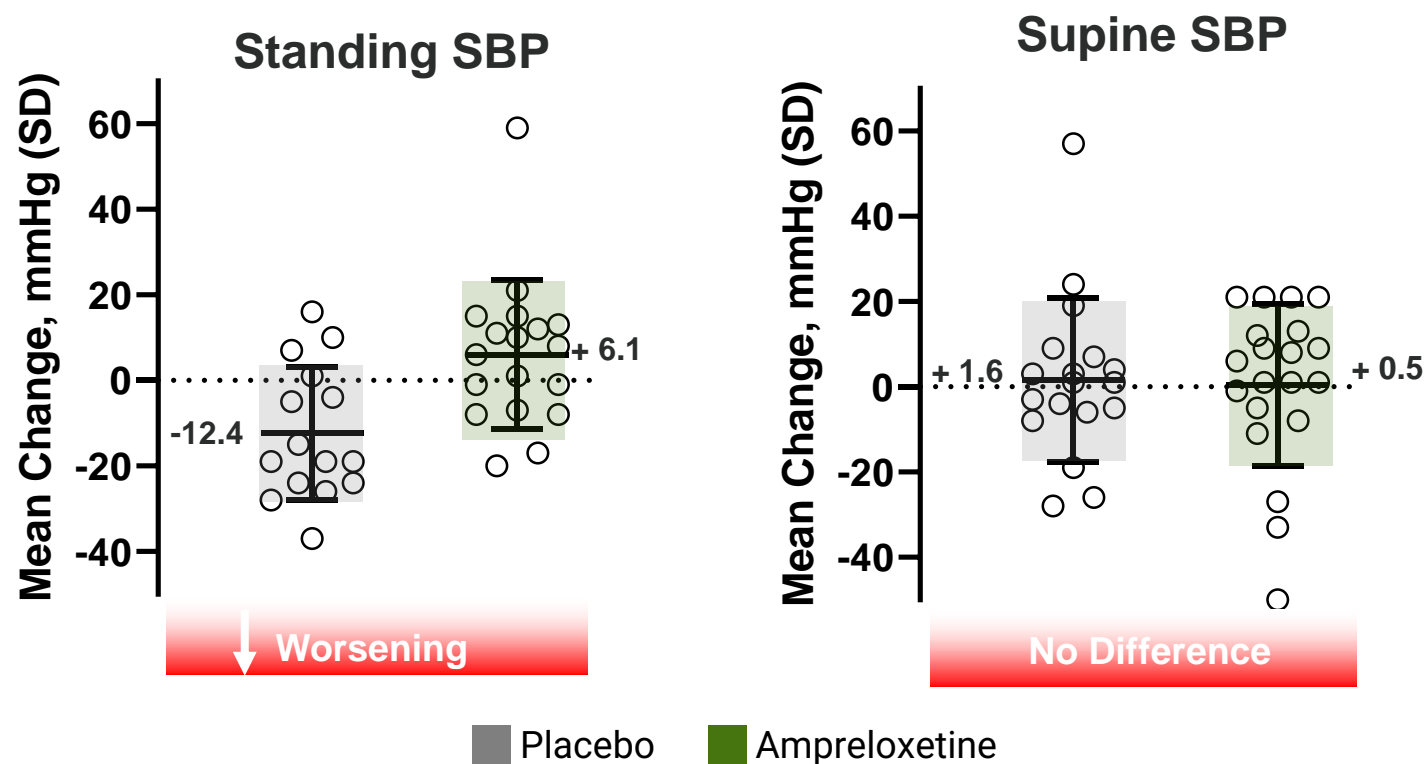 Standing SBP
Mean Change, mmHg (SD)
60
40
20
0
-20
-40
-12.4
+ 6.1
Worsening
Supine SBP
Mean Change, mmHg (SD)
60
40
20
0
-20
-40
+ 1.6
+ 0.5
No Difference
Placebo
Ampreloxetine